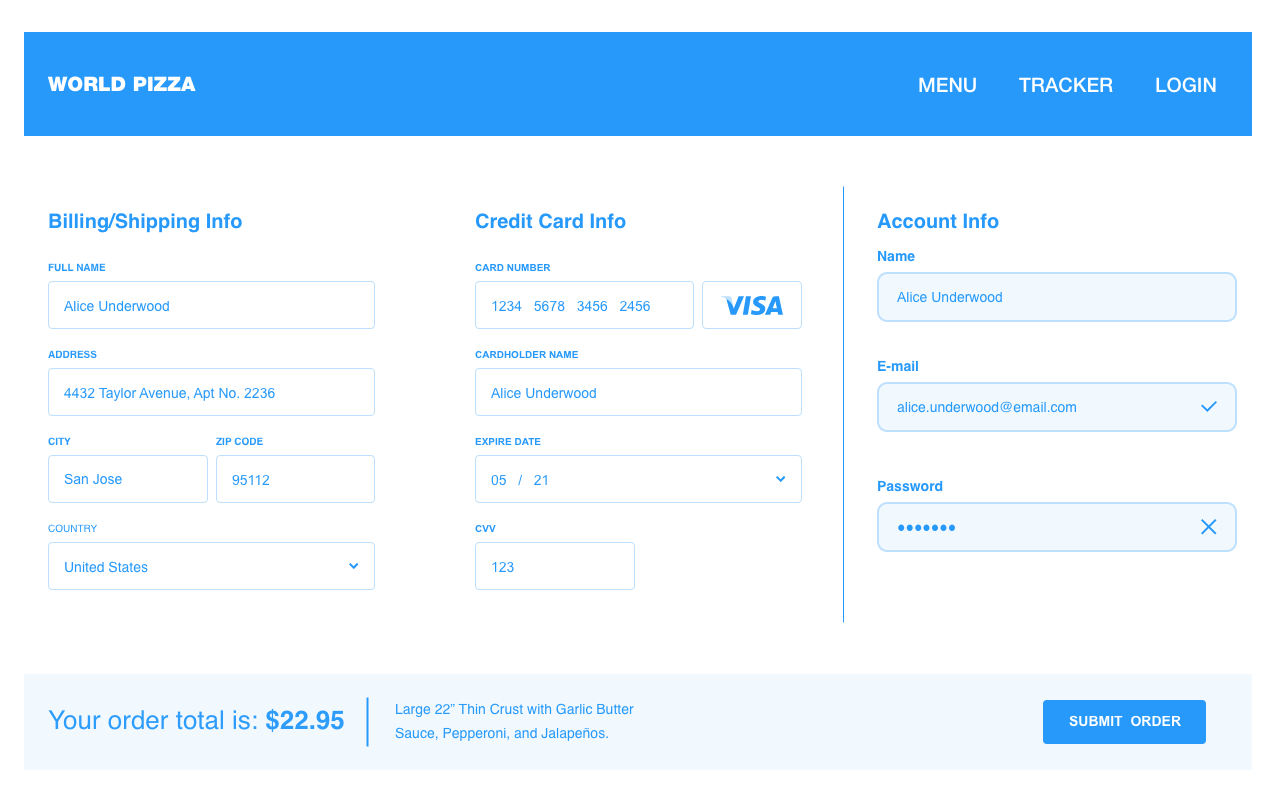 WORLD PIZZA
MENU TRACKER LOGIN
Billing/Shipping Info
FULL NAME
Alice Underwood
ADDRESS
4432 Taylor Avenue, Apt No. 2236
CITY ZIP CODE
San Jose 95112
COUNTRY
United States
Credit Card Info
CARD NUMBER
1234 5678 3456 2456 VISA
CARDHOLDER NAME
Alice Underwood
EXPIRE DATE
05 / 21
CVV
123
Account Info
Name
Alice Underwood
E-mail
alice.underwood@email.com
Password
•••••••
Your order total is: $22.95
Large 22” Thin Crust with Garlic Butter
Sauce, Pepperoni, and Jalapeños.
SUBMIT ORDER